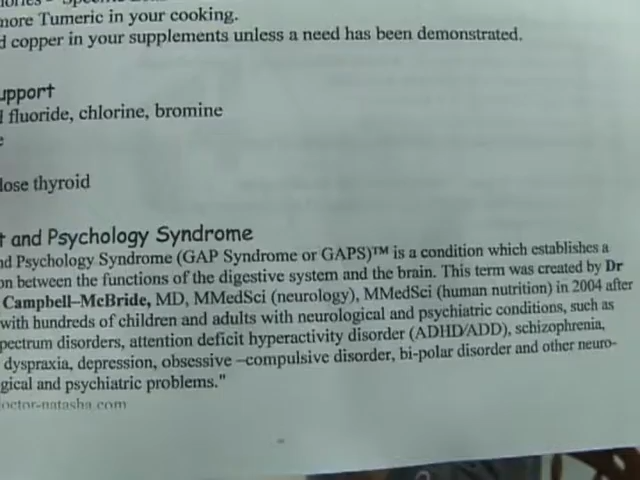 more Tumeric in your cooking.
d copper in your supplements unless a need has been demonstrated.
upport
d fluoride, chlorine, bromine
e
lose thyroid
t and Psychology Syndrome
nd Psychology Syndrome (GAP Syndrome or GAPS)™ is a condition which establishes a
on between the functions of the digestive system and the brain. This term was created by Dr
Campbell-McBride, MD, MMedSci (neurology), MMedSci (human nutrition) in 2004 after
with hundreds of children and adults with neurological and psychiatric conditions, such as
pectrum disorders, attention deficit hyperactivity disorder (ADHD/ADD), schizophrenia,
dyspraxia, depression, obsessive –compulsive disorder, bi-polar disorder and other neuro-
gical and psychiatric problems."
octor-natasha.com